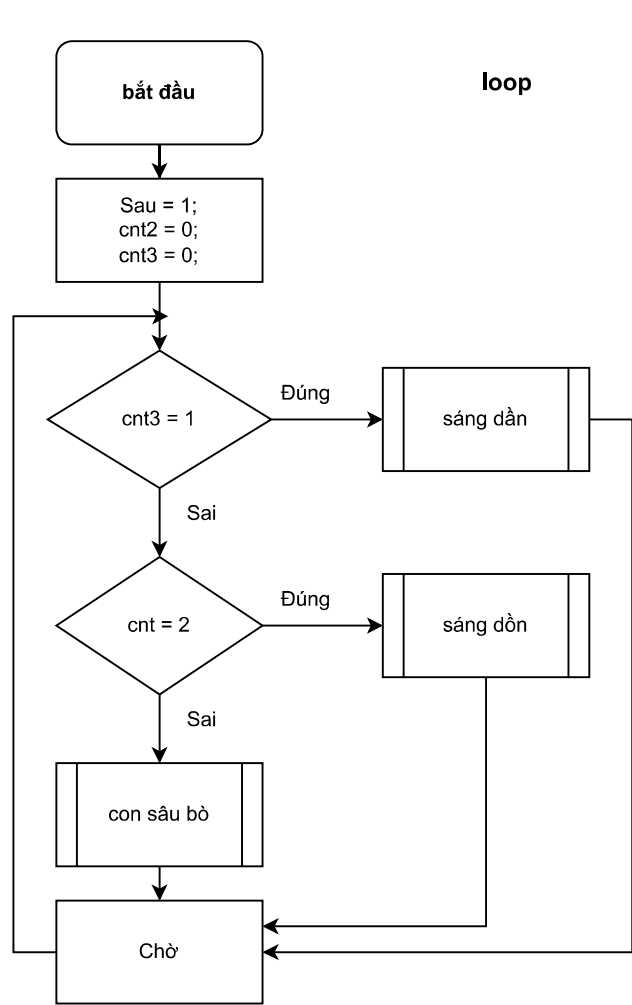 bắt đầu
loop
Sau = 1;
cnt2 = 0;
cnt3 = 0;
cnt3 = 1
Đúng
sáng dần
Sai
cnt = 2
Đúng
sáng dồn
Sai
con sâu bò
Chờ